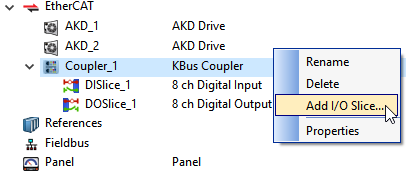 EtherCAT
AKD_1 AKD Drive
AKD_2 AKD Drive
Coupler_1 KBus Coupler
DISlice_1 8 ch Digital Input
DOSlice_1 8 ch Digital Output
References
Fieldbus
Panel Panel
Rename
Delete
Add I/O Slice...
Properties